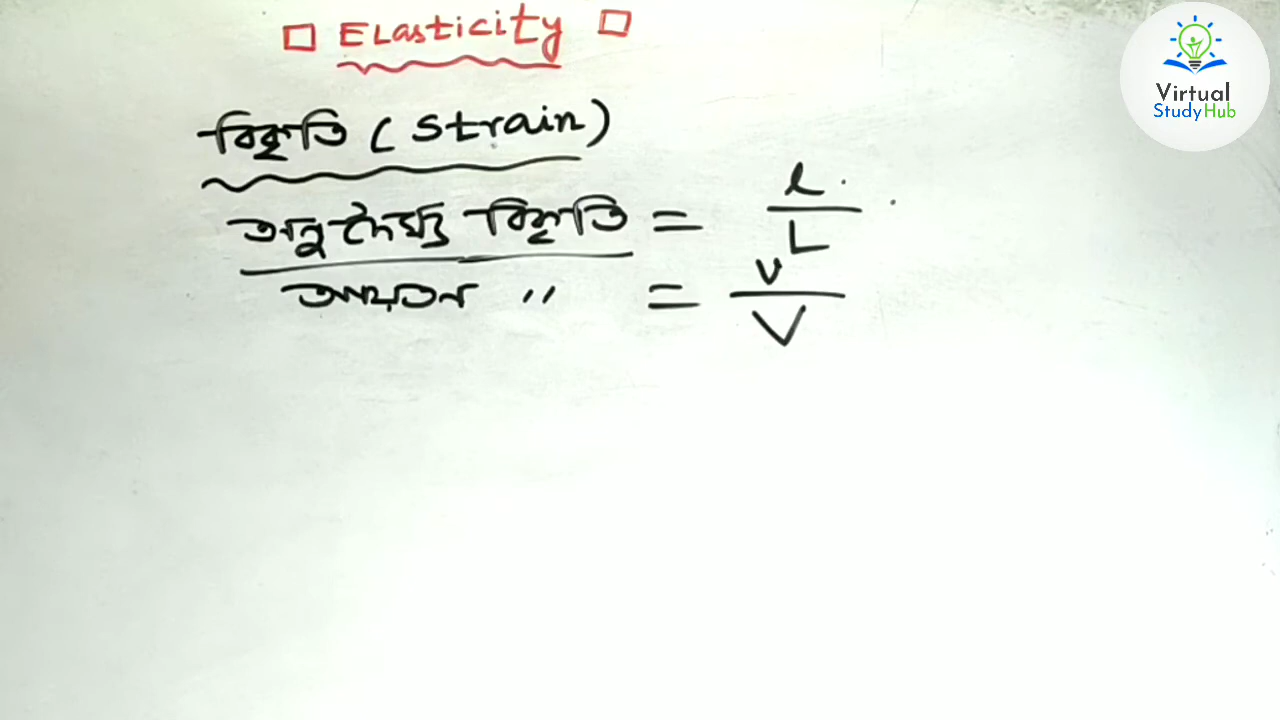 □ Elasticity □
বিকৃতি (Strain)
অনুদৈর্ঘ্য বিকৃতি = l/L
আয়তন " = v/V
Virtual
StudyHub